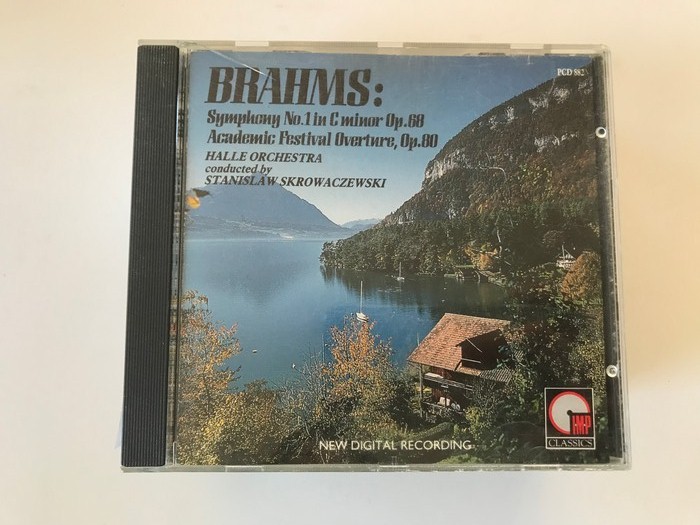 PCD 882
BRAHMS:
Symphony No.1 in C minor Op.68
Academic Festival Overture, Op.80
HALLE ORCHESTRA
conducted by
STANISLAW SKROWACZEWSKI
NEW DIGITAL RECORDING
IMP
CLASSICS